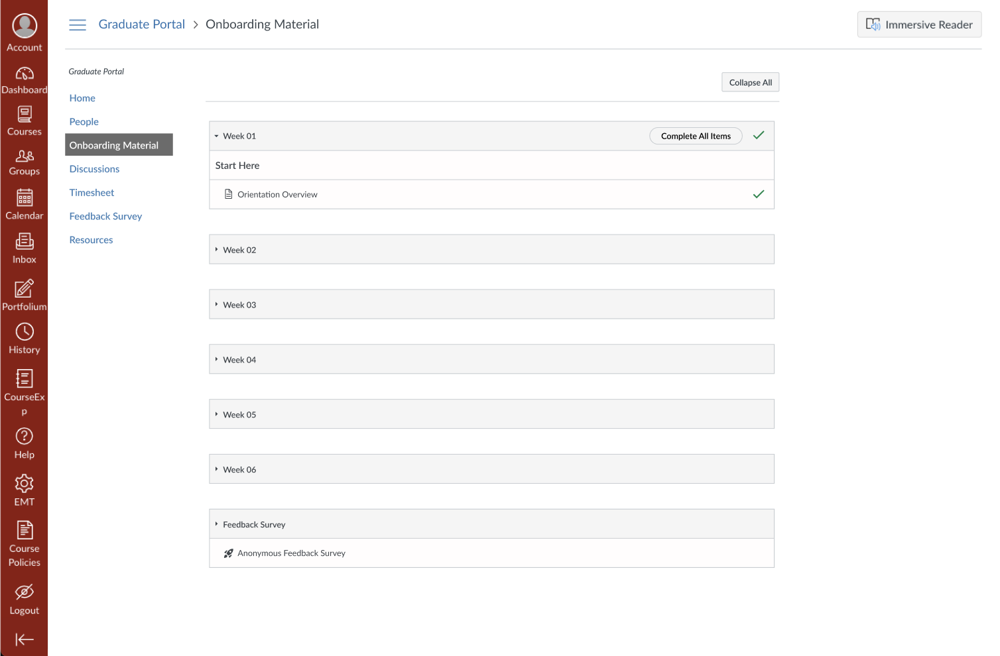 Account
Dashboard
Courses
Groups
Calendar
Inbox
Portfolium
History
CourseEx
p
Help
EMT
Course
Policies
Logout
Graduate Portal > Onboarding Material
Immersive Reader
Graduate Portal
Home
People
Onboarding Material
Discussions
Timesheet
Feedback Survey
Resources
Collapse All
Week 01
Complete All Items
Start Here
Orientation Overview
Week 02
Week 03
Week 04
Week 05
Week 06
Feedback Survey
Anonymous Feedback Survey